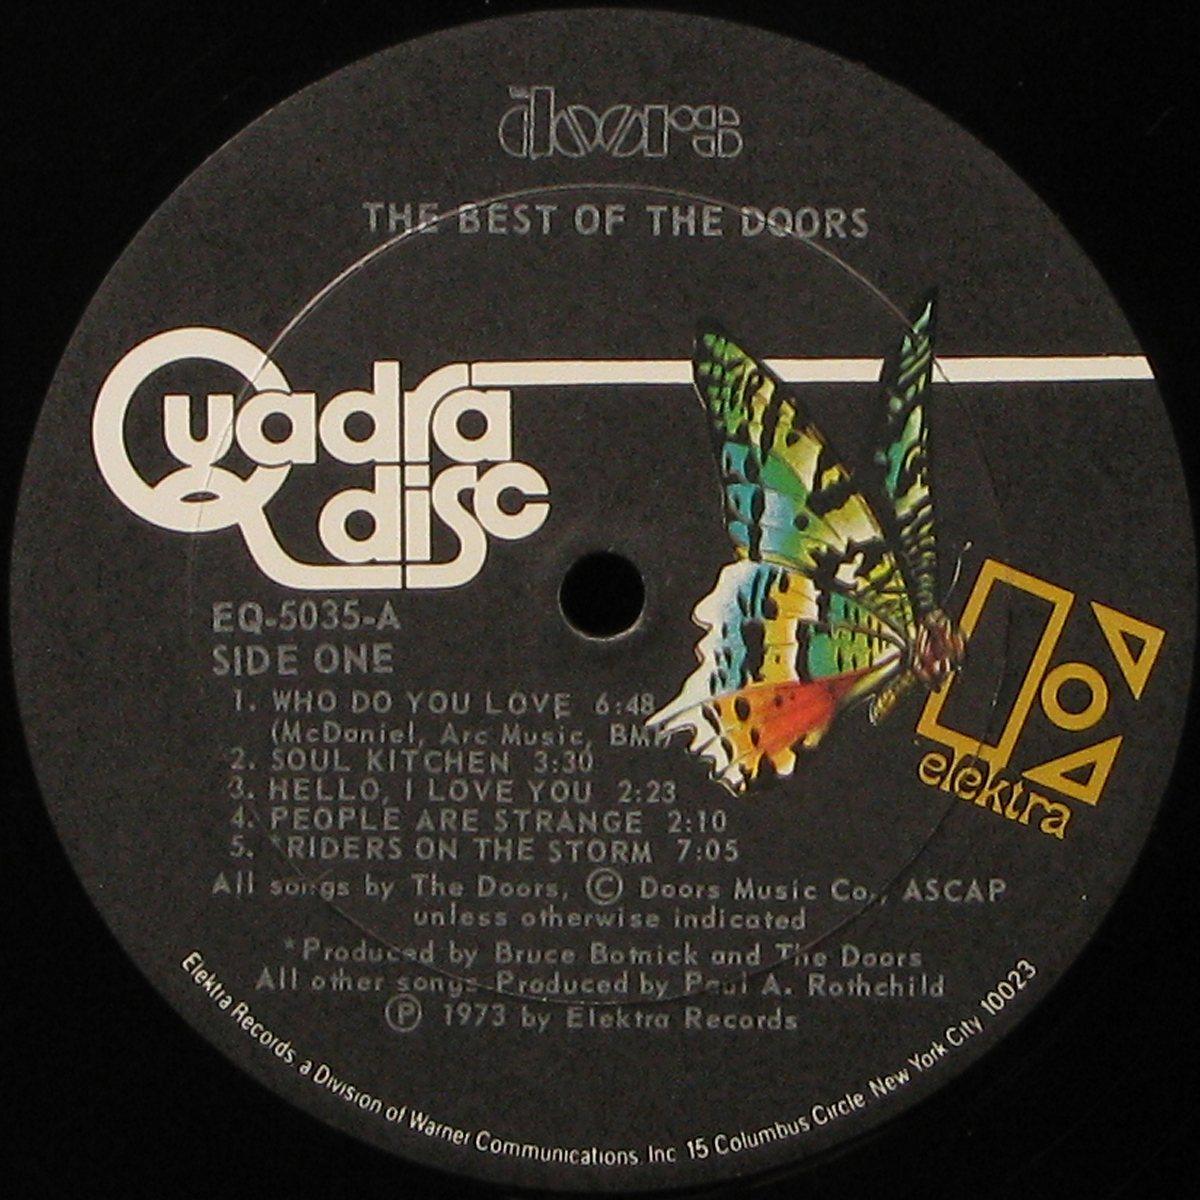 doors
THE BEST OF THE DOORS
Quadra
disc
EQ-5035-A
SIDE ONE
1. WHO DO YOU LOVE 6:48
(McDaniel, Arc Music, BMI)
2. SOUL KITCHEN 3:30
3. HELLO, I LOVE YOU 2:23
4. PEOPLE ARE STRANGE 2:10
5. *RIDERS ON THE STORM 7:05
All songs by The Doors, © Doors Music Co., ASCAP
unless otherwise indicated
*Produced by Bruce Botnick and The Doors
All other songs Produced by Paul A. Rothchild
℗ 1973 by Elektra Records
elektra
Elektra Records, a Division of Warner Communications, Inc. 15 Columbus Circle, New York City 10023